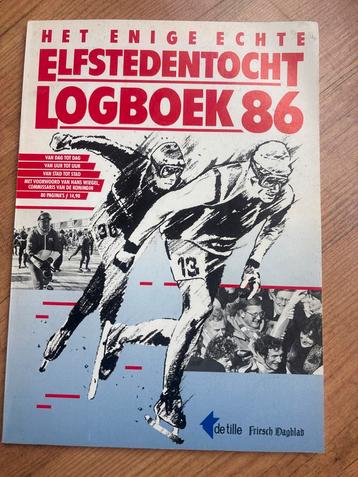 HET ENIGE ECHTE
ELFSTEDENTOCHT
LOGBOEK 86
VAN DAG TOT DAG
VAN UUR TOT UUR
VAN STAD TOT STAD
MET VOORWOORD VAN HANS WIEGEL,
COMMISSARIS VAN DE KONINGIN
80 PAGINA'S ƒ 14,90
13
de tille
Friesch Dagblad